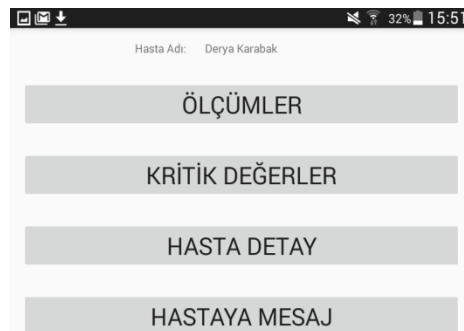 32% 15:51
Hasta Adı: Derya Karabak
ÖLÇÜMLER
KRİTİK DEĞERLER
HASTA DETAY
HASTAYA MESAJ